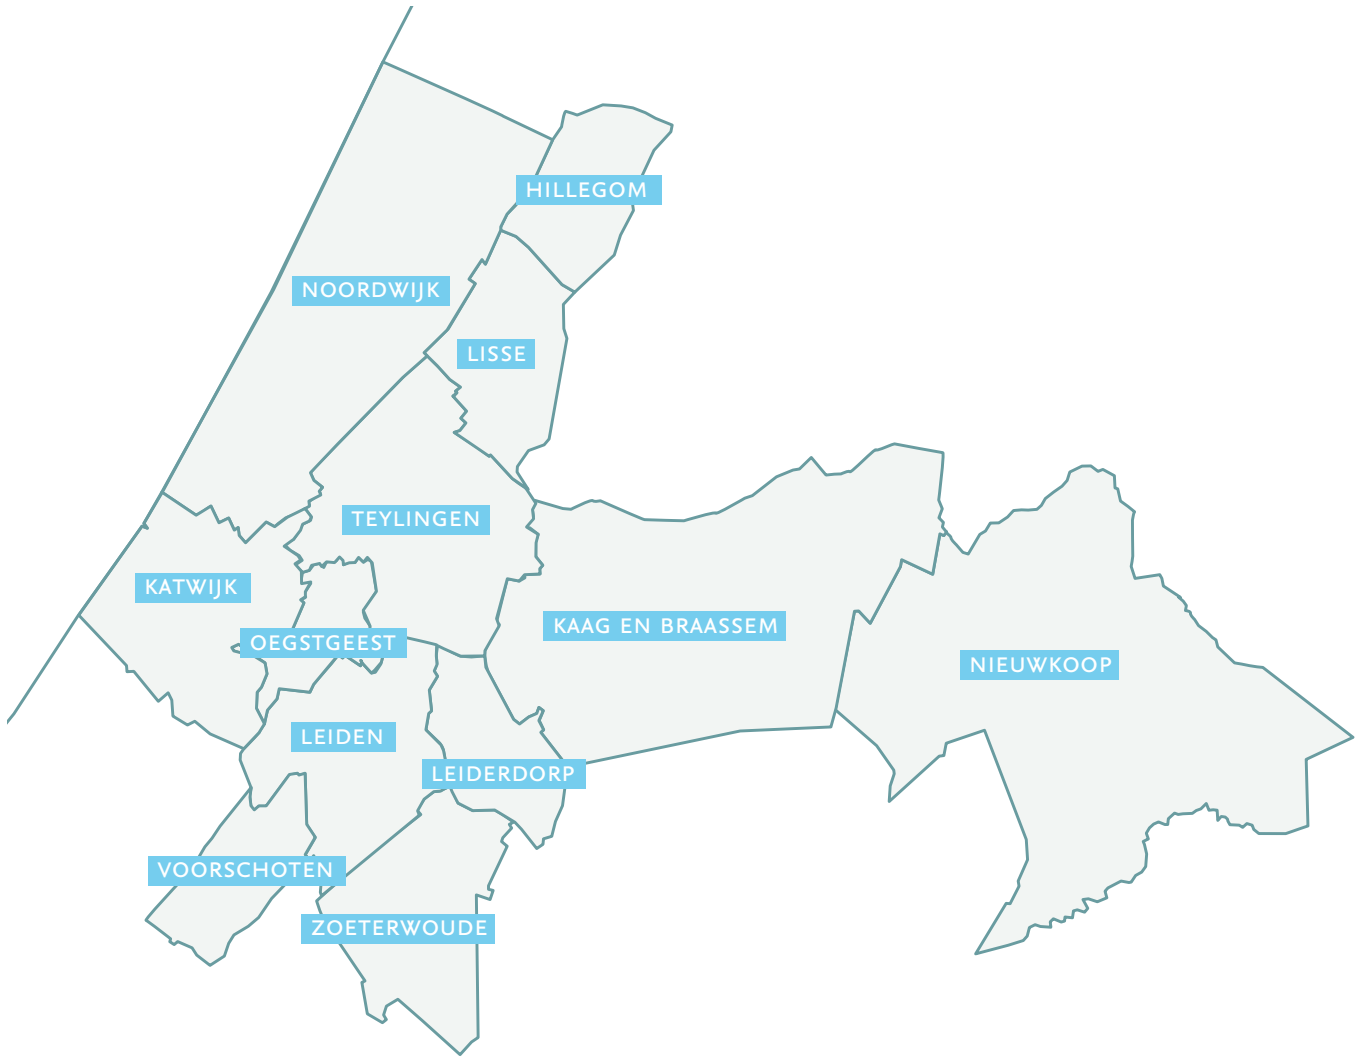 HILLEGOM
NOORDWIJK
LISSE
TEYLINGEN
KATWIJK
KAAG EN BRAASSEM
OEGSTGEEST
NIEUWKOOP
LEIDEN
LEIDERDORP
VOORSCHOTEN
ZOETERWOUDE